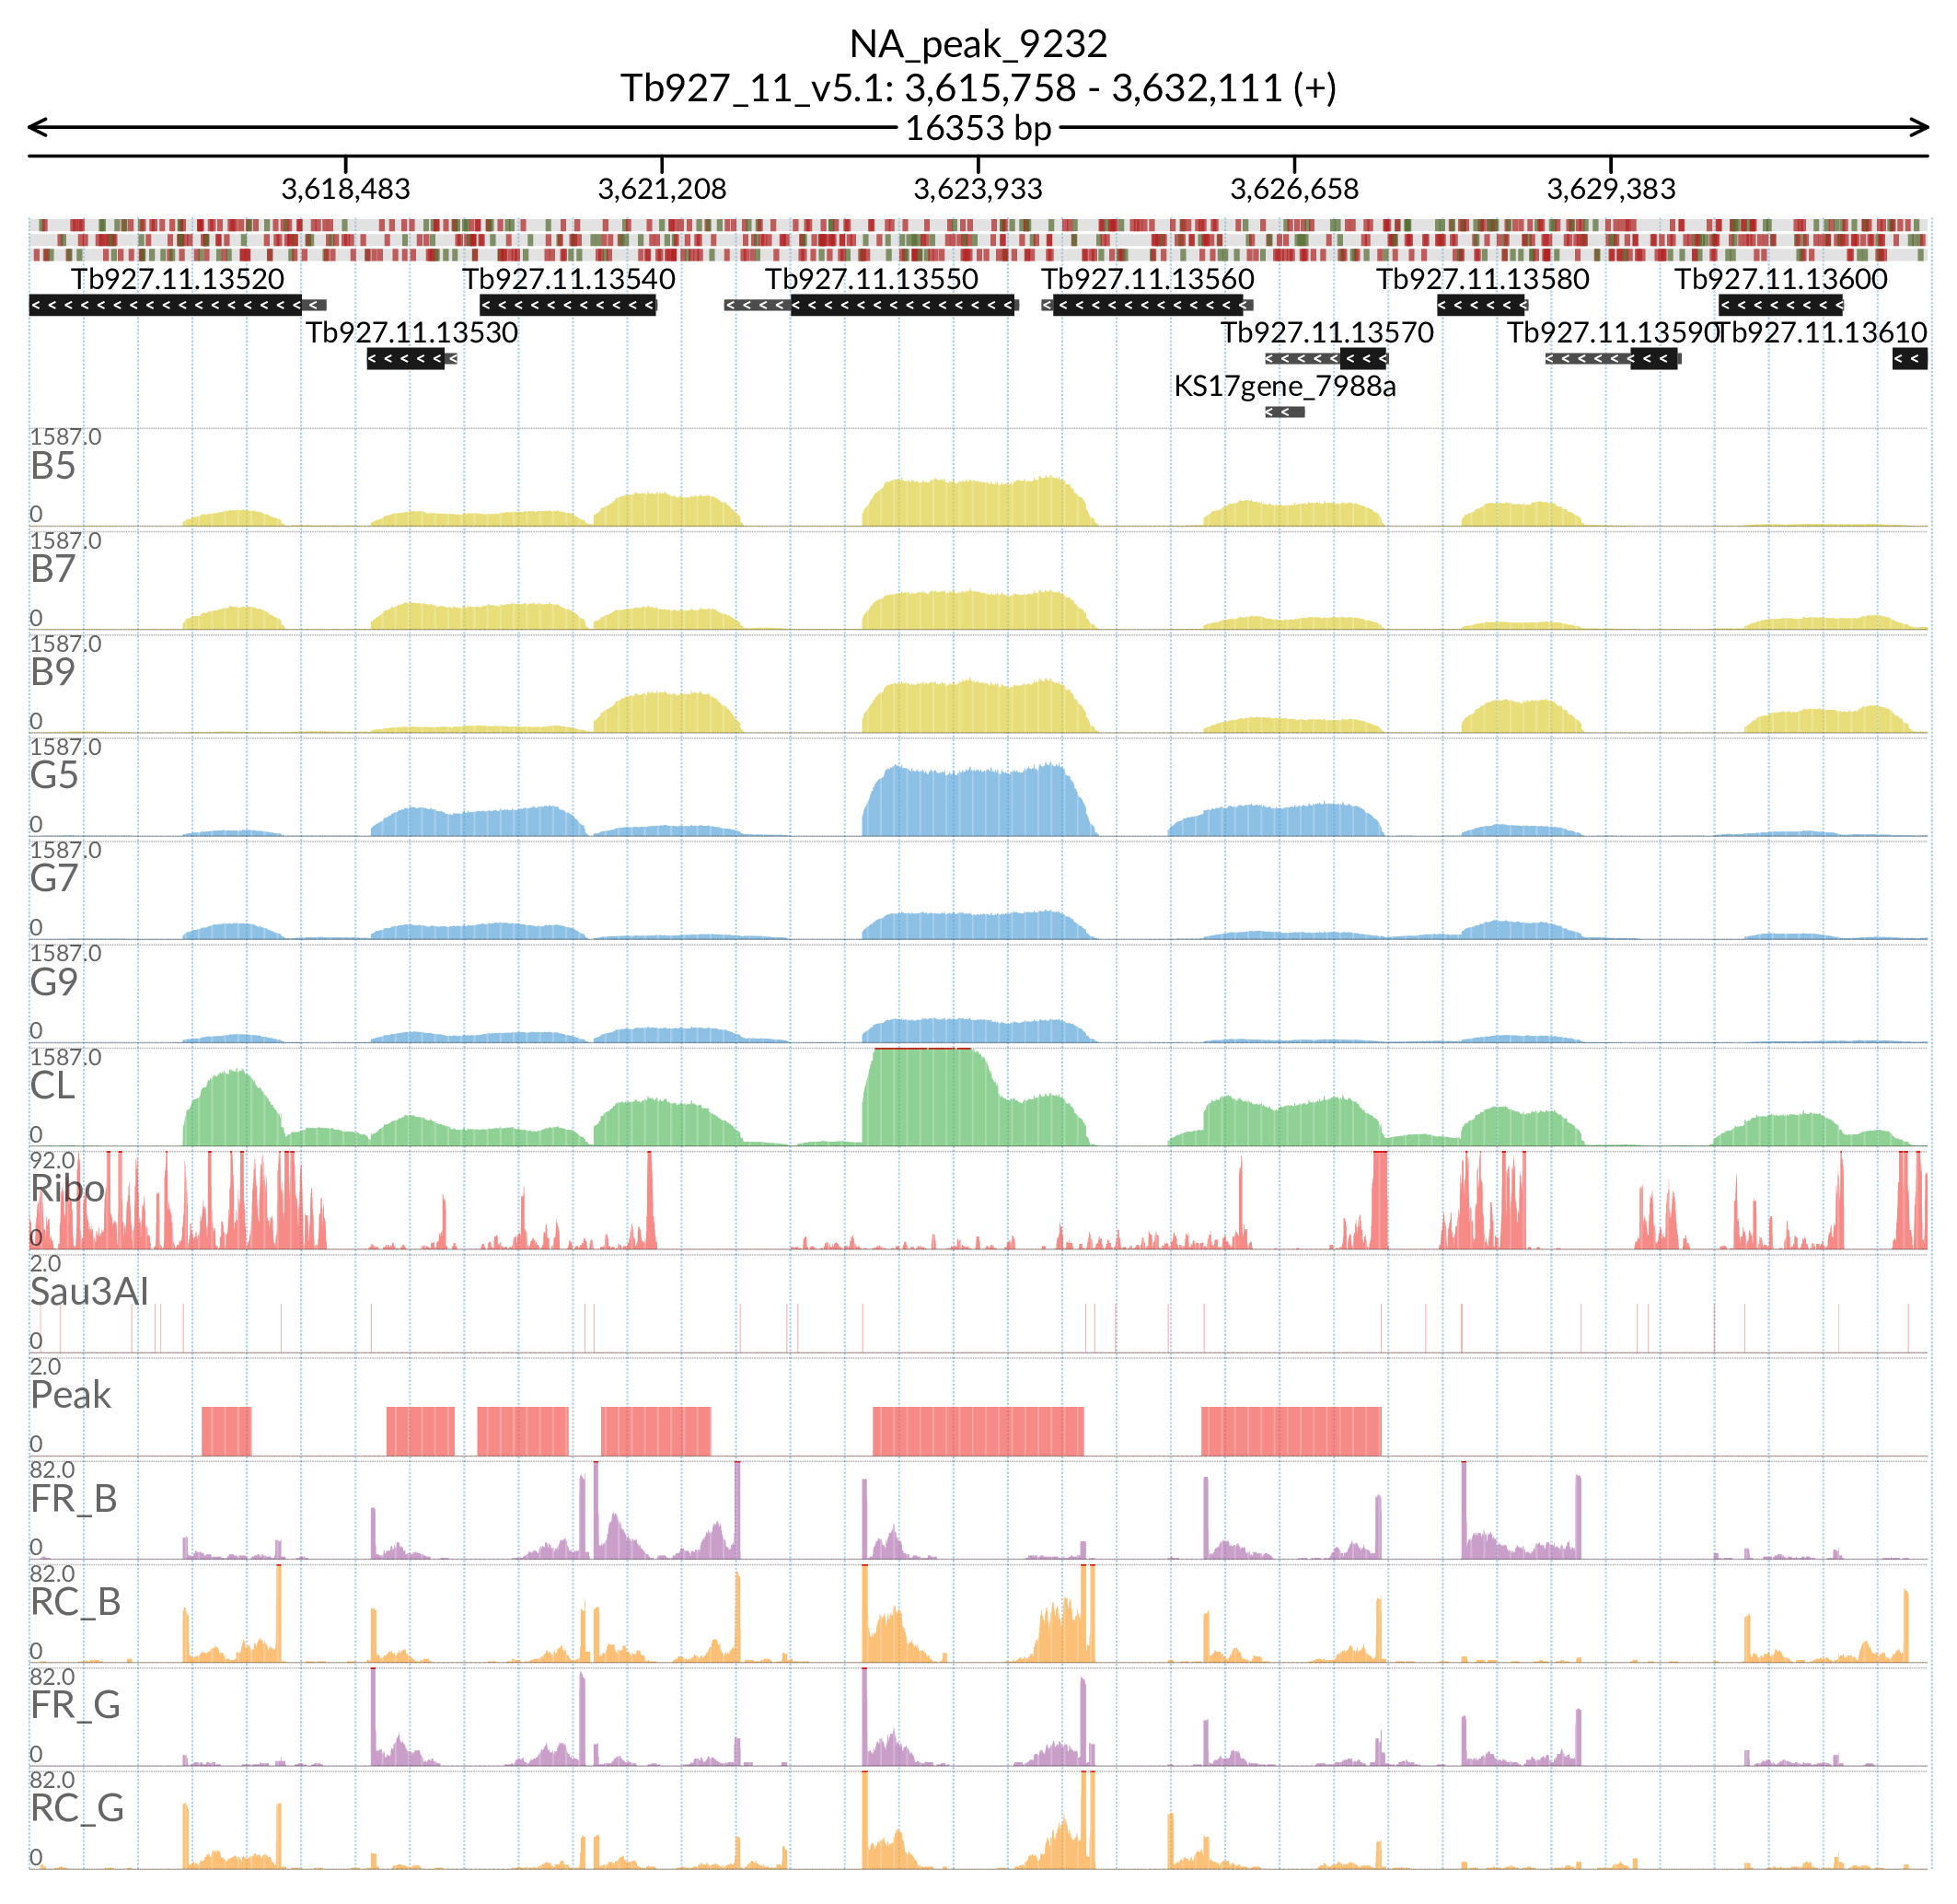 NA_peak_9232
Tb927_11_v5.1: 3,615,758 - 3,632,111 (+)
16353 bp
3,618,483 3,621,208 3,623,933 3,626,658 3,629,383
Tb927.11.13520 Tb927.11.13540 Tb927.11.13550 Tb927.11.13560 Tb927.11.13580 Tb927.11.13600
Tb927.11.13530 Tb927.11.13570 Tb927.11.13590 Tb927.11.13610
KS17gene_7988a
1587.0
B5
0
1587.0
B7
0
1587.0
B9
0
1587.0
G5
0
1587.0
G7
0
1587.0
G9
0
1587.0
CL
0
92.0
Ribo
0
2.0
Sau3AI
0
2.0
Peak
0
82.0
FR_B
0
82.0
RC_B
0
82.0
FR_G
0
82.0
RC_G
0